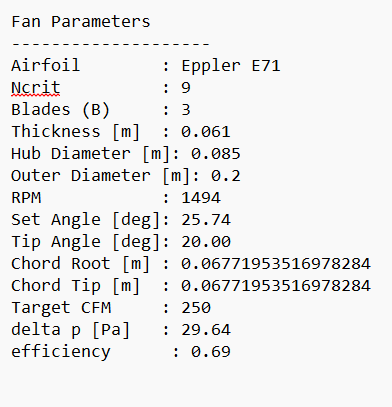 Fan Parameters
--------------------
Airfoil        : Eppler E71
Ncrit          : 9
Blades (B)     : 3
Thickness [m]  : 0.061
Hub Diameter [m]: 0.085
Outer Diameter [m]: 0.2
RPM            : 1494
Set Angle [deg]: 25.74
Tip Angle [deg]: 20.00
Chord Root [m] : 0.06771953516978284
Chord Tip [m]  : 0.06771953516978284
Target CFM     : 250
delta p [Pa]   : 29.64
efficiency      : 0.69